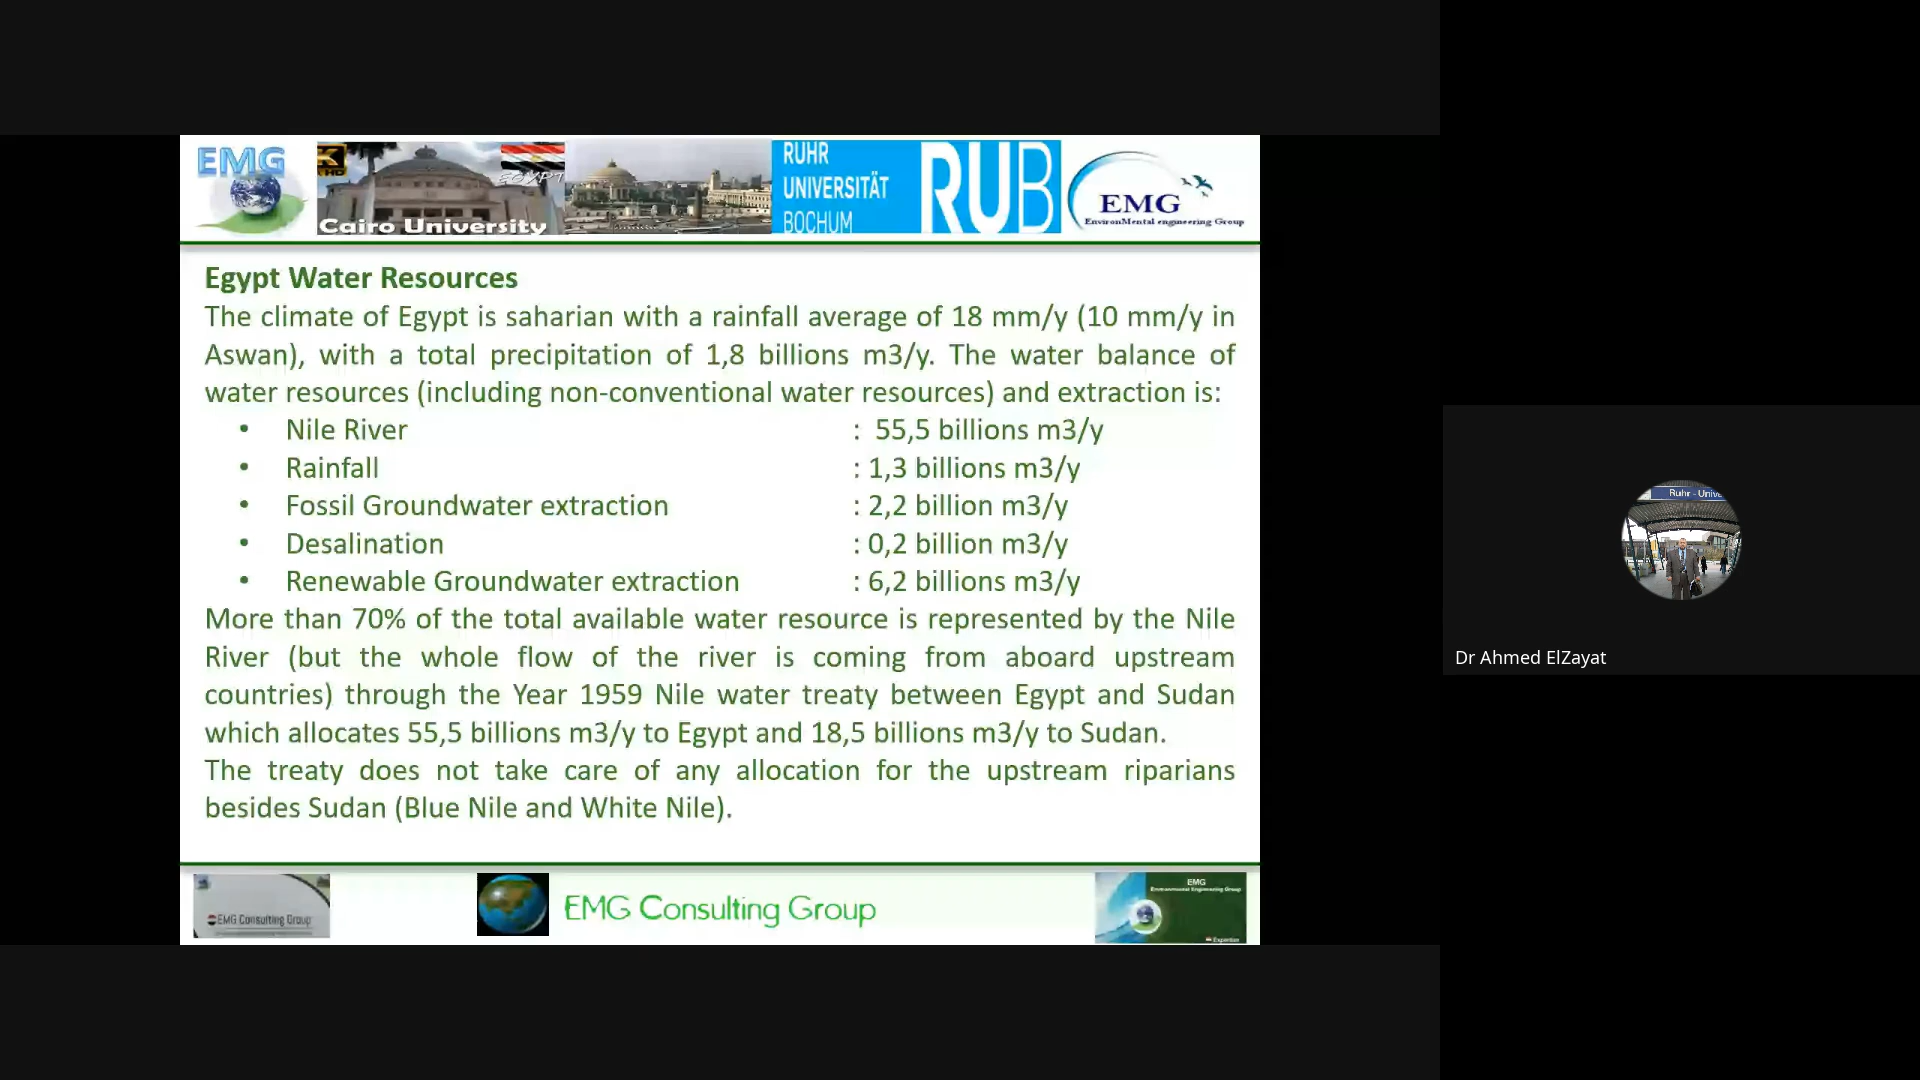 EMG
K
HD
EGYPT
Cairo University
RUHR
UNIVERSITÄT
BOCHUM
RUB
EMG
EnvironMental engineering Group
Egypt Water Resources
The climate of Egypt is saharian with a rainfall average of 18 mm/y (10 mm/y in
Aswan), with a total precipitation of 1,8 billions m3/y. The water balance of
water resources (including non-conventional water resources) and extraction is:
• Nile River : 55,5 billions m3/y
• Rainfall : 1,3 billions m3/y
• Fossil Groundwater extraction : 2,2 billion m3/y
• Desalination : 0,2 billion m3/y
• Renewable Groundwater extraction : 6,2 billions m3/y
More than 70% of the total available water resource is represented by the Nile
River (but the whole flow of the river is coming from aboard upstream
countries) through the Year 1959 Nile water treaty between Egypt and Sudan
which allocates 55,5 billions m3/y to Egypt and 18,5 billions m3/y to Sudan.
The treaty does not take care of any allocation for the upstream riparians
besides Sudan (Blue Nile and White Nile).
Ruhr - Unive
Dr Ahmed ElZayat
EMG Consulting Group
EMG Consulting Group
EMG
Environmental Engineering Group